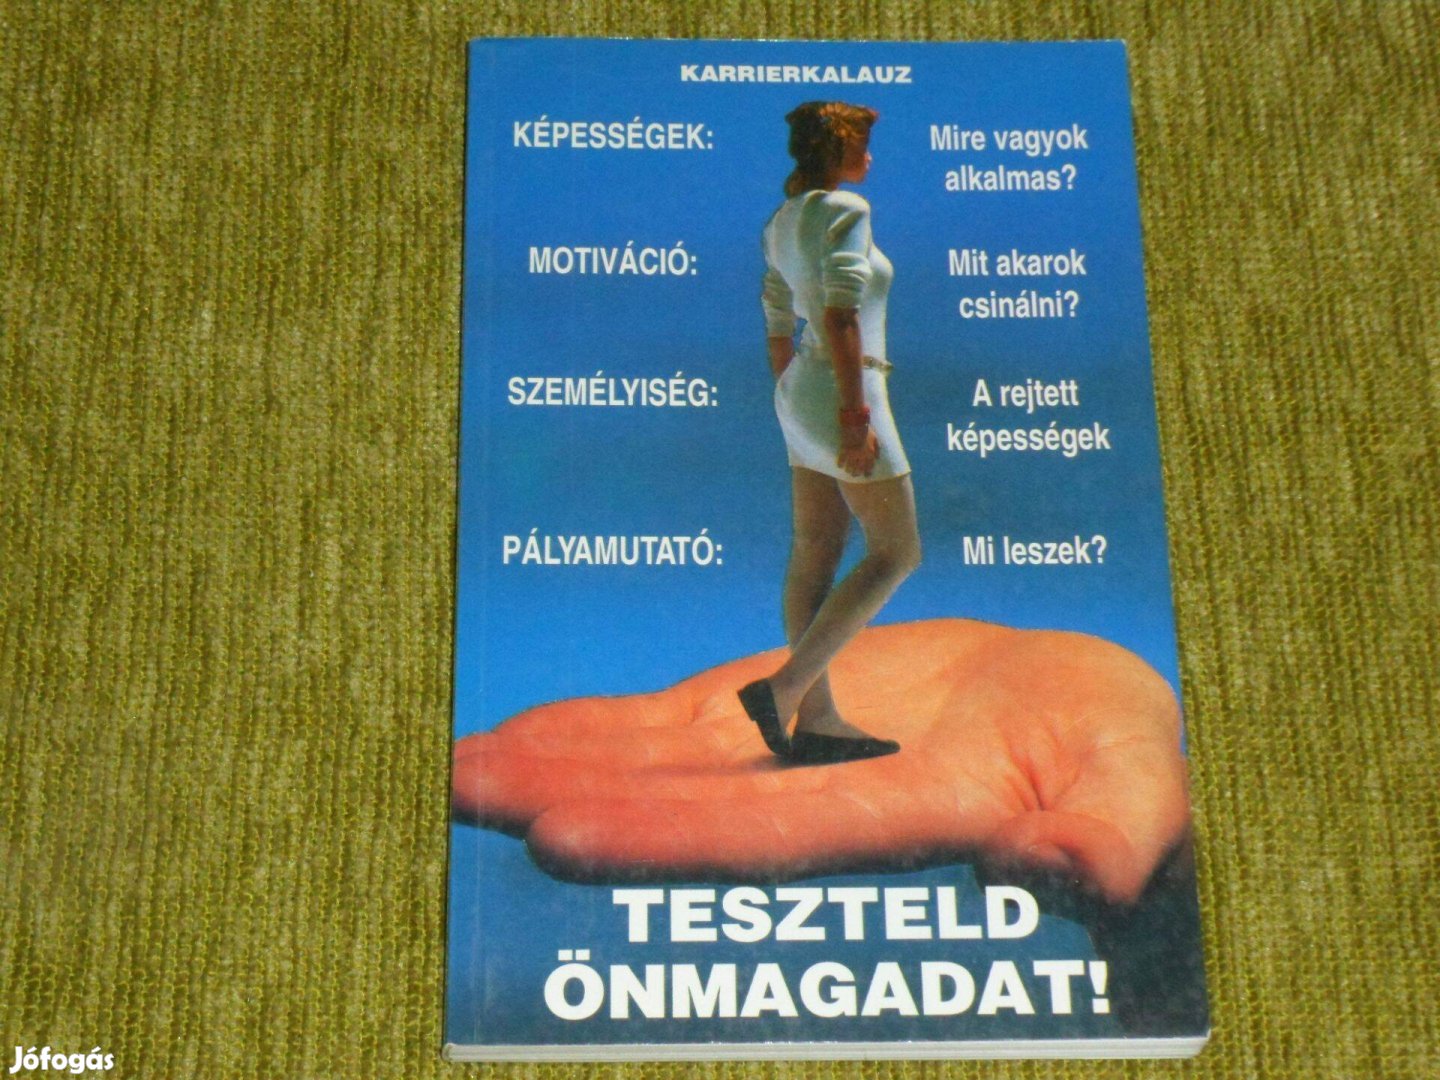 KARRIERKALAUZ
KÉPESSÉGEK:
Mire vagyok
alkalmas?
MOTIVÁCIÓ:
Mit akarok
csinálni?
SZEMÉLYISÉG:
A rejtett
képességek
PÁLYAMUTATÓ:
Mi leszek?
TESZTELD
ÖNMAGADAT!
Jófogás